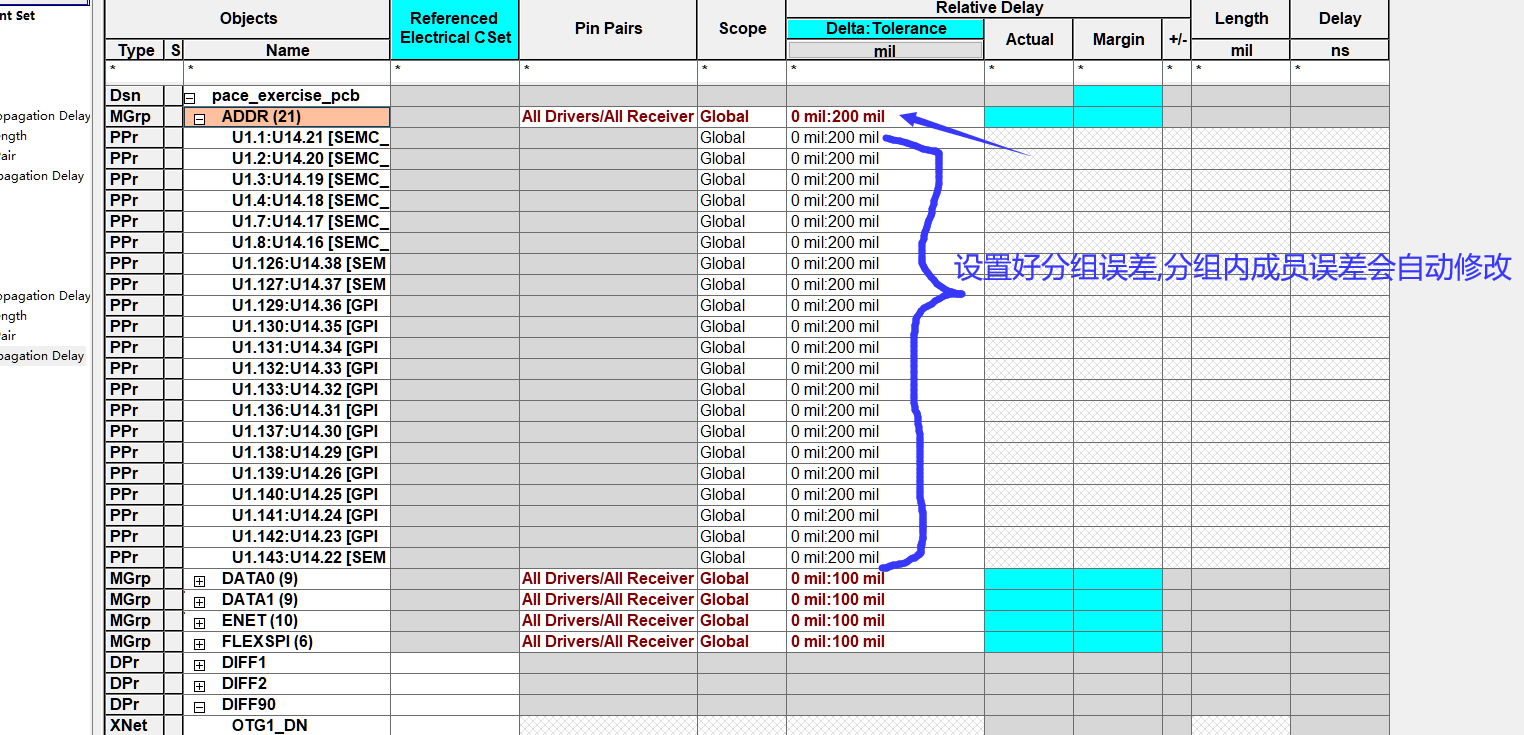 nt Set
opagation Delay
ength
air
opagation Delay
opagation Delay
ength
air
opagation Delay
Objects Referenced Electrical CSet Pin Pairs Scope Relative Delay Length Delay
Delta:Tolerance Actual Margin +/-
Type S Name mil mil ns
* * * * * * * * * * *
Dsn pace_exercise_pcb
MGrp ADDR (21) All Drivers/All Receiver Global 0 mil:200 mil
PPr U1.1:U14.21 [SEMC_ Global 0 mil:200 mil
PPr U1.2:U14.20 [SEMC_ Global 0 mil:200 mil
PPr U1.3:U14.19 [SEMC_ Global 0 mil:200 mil
PPr U1.4:U14.18 [SEMC_ Global 0 mil:200 mil
PPr U1.7:U14.17 [SEMC_ Global 0 mil:200 mil
PPr U1.8:U14.16 [SEMC_ Global 0 mil:200 mil
PPr U1.126:U14.38 [SEM Global 0 mil:200 mil
设置好分组误差,分组内成员误差会自动修改
PPr U1.127:U14.37 [SEM Global 0 mil:200 mil
PPr U1.129:U14.36 [GPI Global 0 mil:200 mil
PPr U1.130:U14.35 [GPI Global 0 mil:200 mil
PPr U1.131:U14.34 [GPI Global 0 mil:200 mil
PPr U1.132:U14.33 [GPI Global 0 mil:200 mil
PPr U1.133:U14.32 [GPI Global 0 mil:200 mil
PPr U1.136:U14.31 [GPI Global 0 mil:200 mil
PPr U1.137:U14.30 [GPI Global 0 mil:200 mil
PPr U1.138:U14.29 [GPI Global 0 mil:200 mil
PPr U1.139:U14.26 [GPI Global 0 mil:200 mil
PPr U1.140:U14.25 [GPI Global 0 mil:200 mil
PPr U1.141:U14.24 [GPI Global 0 mil:200 mil
PPr U1.142:U14.23 [GPI Global 0 mil:200 mil
PPr U1.143:U14.22 [SEM Global 0 mil:200 mil
MGrp DATA0 (9) All Drivers/All Receiver Global 0 mil:100 mil
MGrp DATA1 (9) All Drivers/All Receiver Global 0 mil:100 mil
MGrp ENET (10) All Drivers/All Receiver Global 0 mil:100 mil
MGrp FLEXSPI (6) All Drivers/All Receiver Global 0 mil:100 mil
DPr DIFF1
DPr DIFF2
DPr DIFF90
XNet OTG1_DN